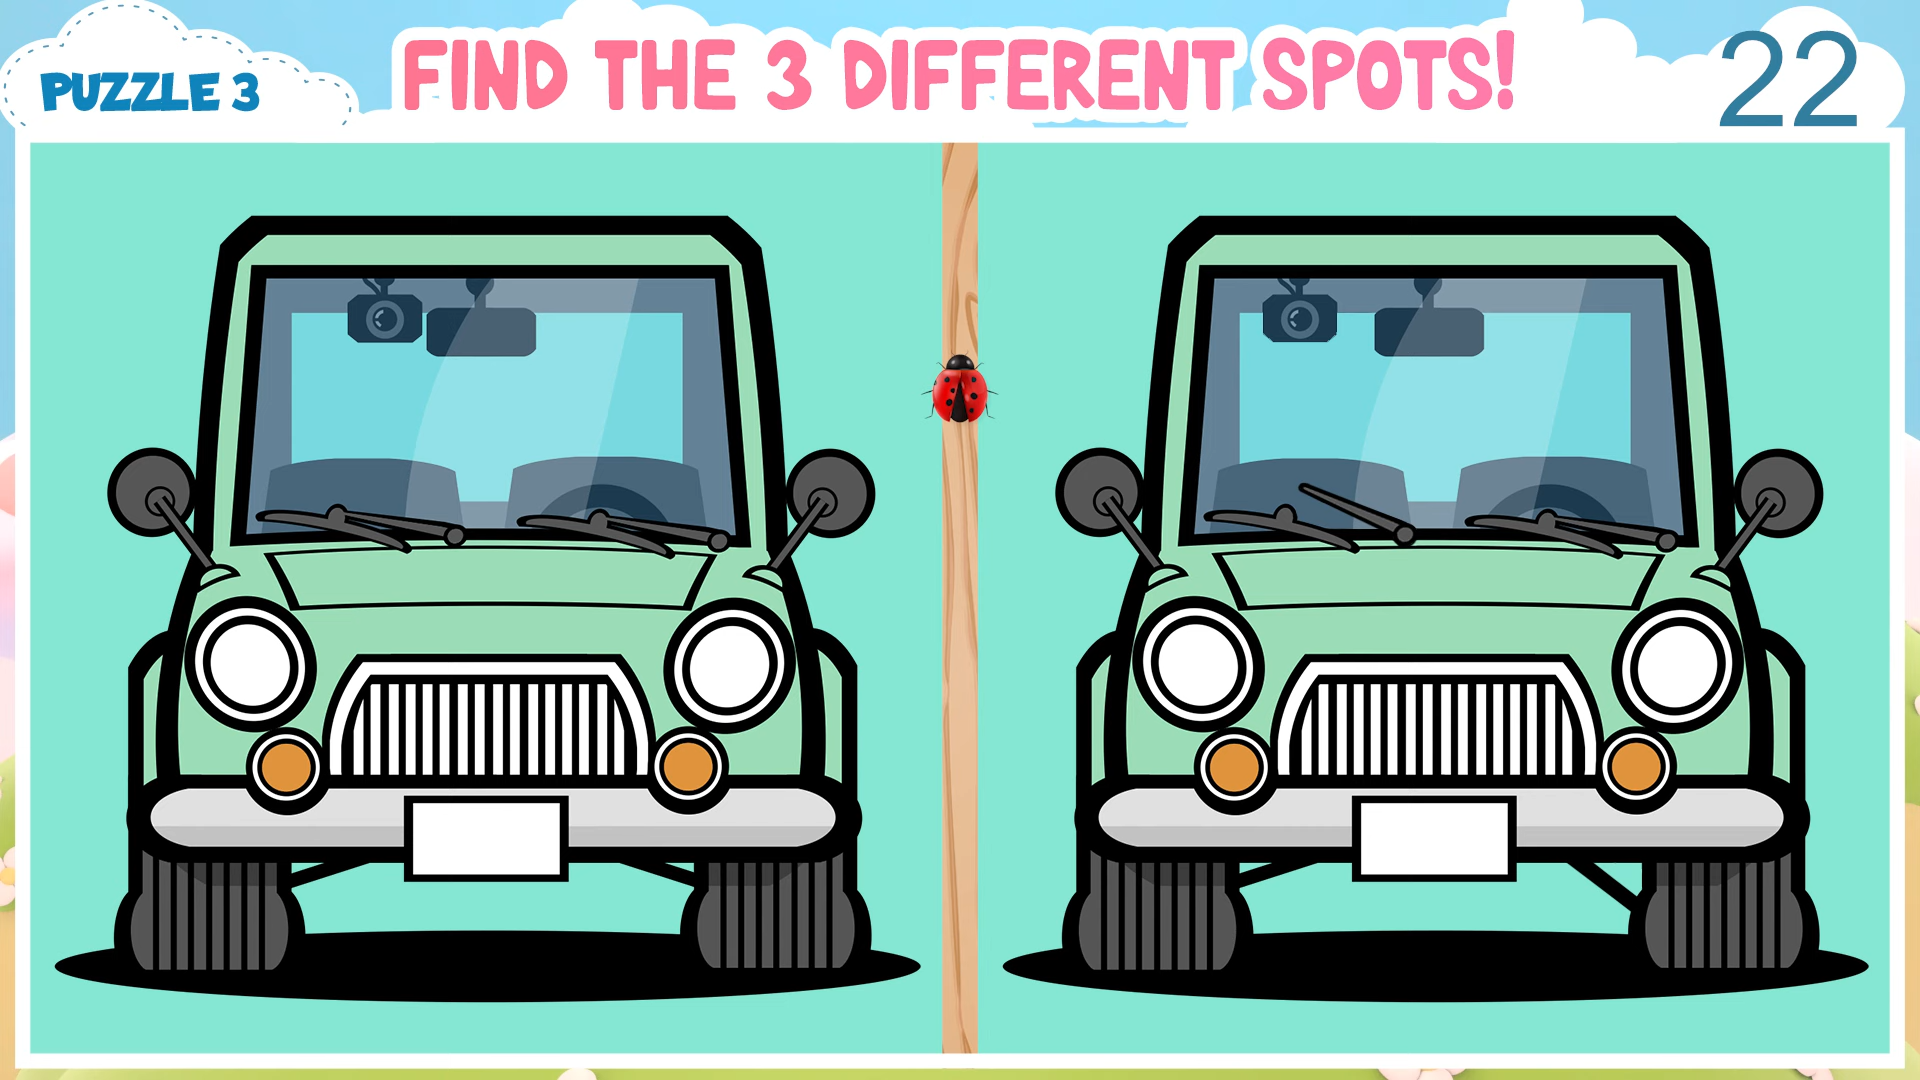 PUZZLE 3
FIND THE 3 DIFFERENT SPOTS!
22